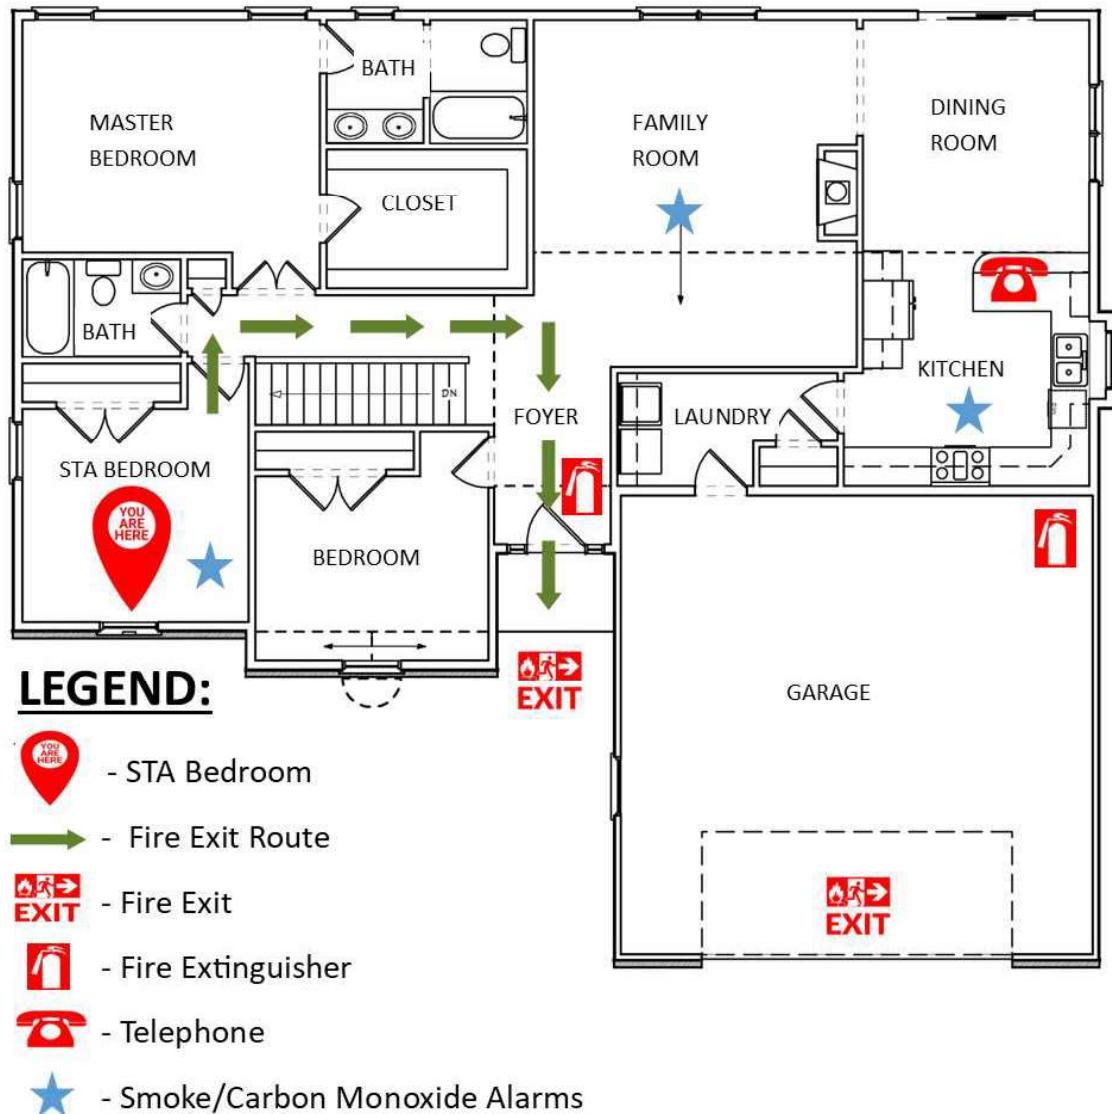 BATH
MASTER
BEDROOM
FAMILY
ROOM
DINING
ROOM
CLOSET
BATH
KITCHEN
DN
FOYER
LAUNDRY
STA BEDROOM
YOU
ARE
HERE
BEDROOM
EXIT
GARAGE
EXIT
LEGEND:
YOU
ARE
HERE
- STA Bedroom
- Fire Exit Route
EXIT
- Fire Exit
- Fire Extinguisher
- Telephone
- Smoke/Carbon Monoxide Alarms